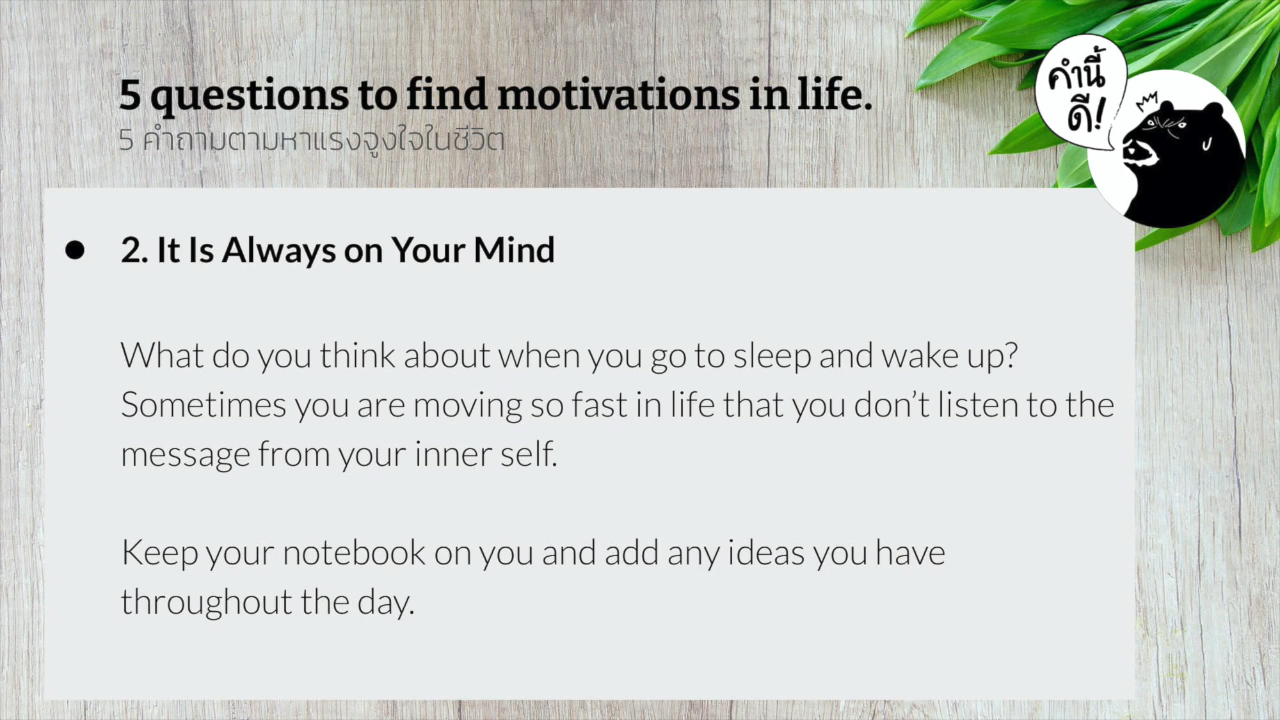 5 questions to find motivations in life.
5 คำถามตามหาแรงจูงใจในชีวิต
คำนี้
ดี!
● 2. It Is Always on Your Mind
What do you think about when you go to sleep and wake up?
Sometimes you are moving so fast in life that you don’t listen to the
message from your inner self.
Keep your notebook on you and add any ideas you have
throughout the day.